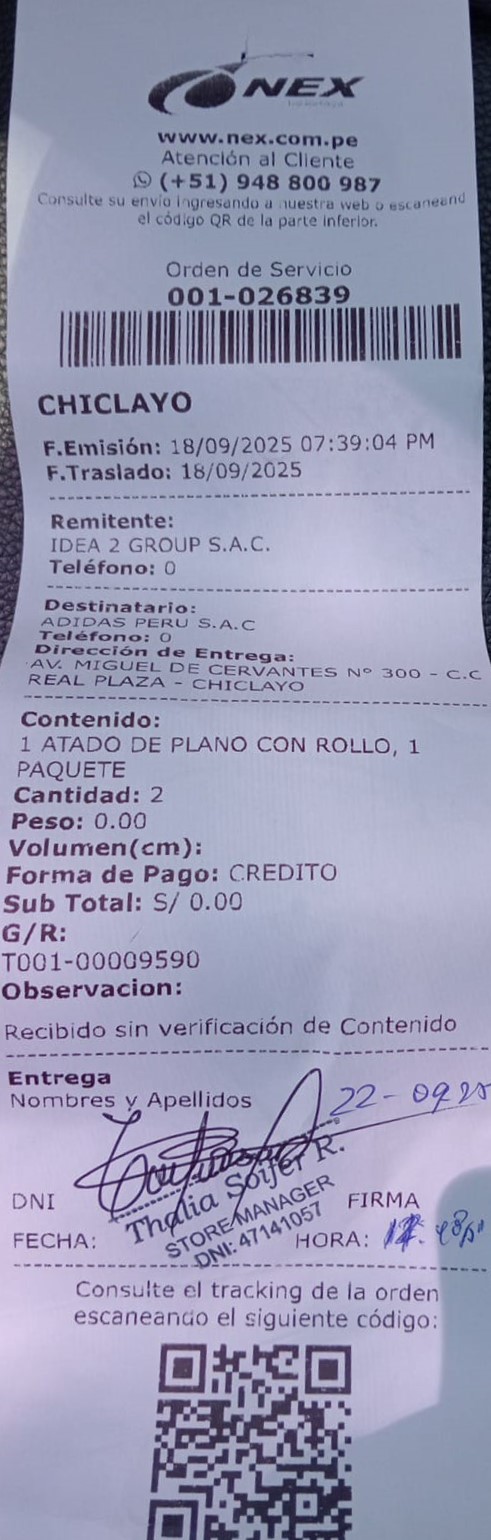 NEX
www.nex.com.pe
Atención al Cliente
(+51) 948 800 987
Consulte su envío ingresando a nuestra web o escaneand
el código QR de la parte inferior.
Orden de Servicio
001-026839
CHICLAYO
F.Emisión: 18/09/2025 07:39:04 PM
F.Traslado: 18/09/2025
Remitente:
IDEA 2 GROUP S.A.C.
Teléfono: 0
Destinatario:
ADIDAS PERU S.A.C
Teléfono: 0
Dirección de Entrega:
AV. MIGUEL DE CERVANTES Nº 300 - C.C
REAL PLAZA - CHICLAYO
Contenido:
1 ATADO DE PLANO CON ROLLO, 1
PAQUETE
Cantidad: 2
Peso: 0.00
Volumen(cm):
Forma de Pago: CREDITO
Sub Total: S/ 0.00
G/R:
T001-00009590
Observacion:
Recibido sin verificación de Contenido
Entrega
Nombres y Apellidos
22-09 25
DNI
Thalia Soijer R.
STORE MANAGER
DNI: 47141057
FIRMA
FECHA:
HORA:
Consulte el tracking de la orden
escaneando el siguiente código: